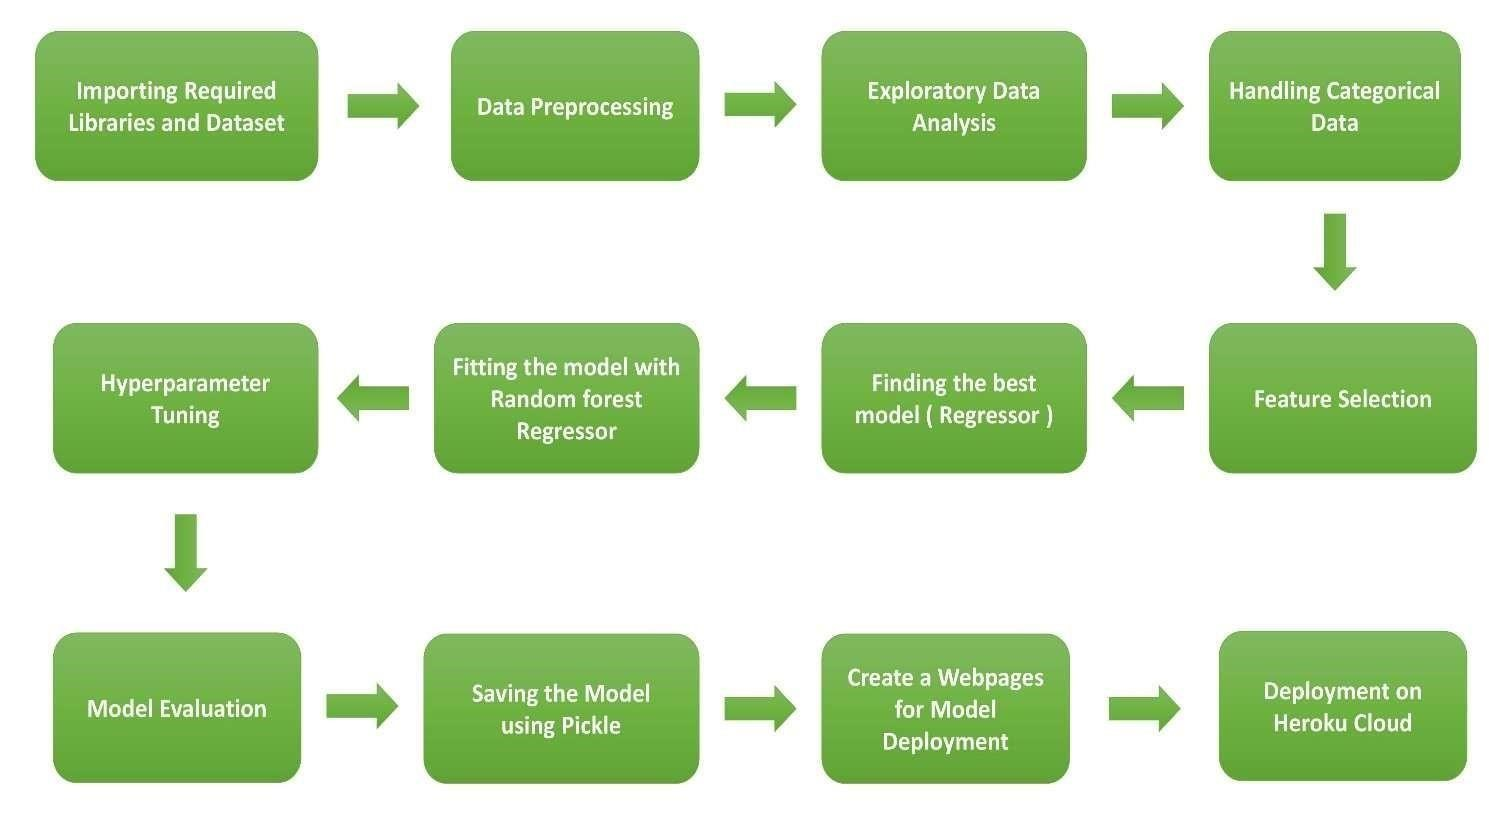 Importing Required
Libraries and Dataset
Data Preprocessing
Exploratory Data
Analysis
Handling Categorical
Data
Feature Selection
Finding the best
model ( Regressor )
Fitting the model with
Random forest
Regressor
Hyperparameter
Tuning
Model Evaluation
Saving the Model
using Pickle
Create a Webpages
for Model
Deployment
Deployment on
Heroku Cloud